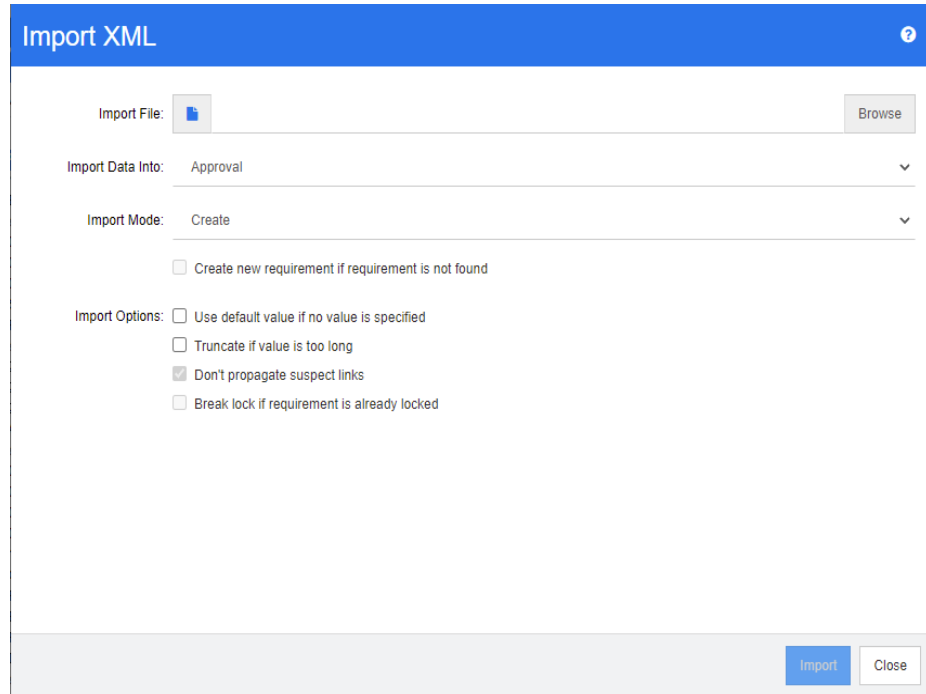 Import XML
Import File: Browse
Import Data Into: Approval
Import Mode: Create
Create new requirement if requirement is not found
Import Options: Use default value if no value is specified
Truncate if value is too long
Don't propagate suspect links
Break lock if requirement is already locked
Import Close